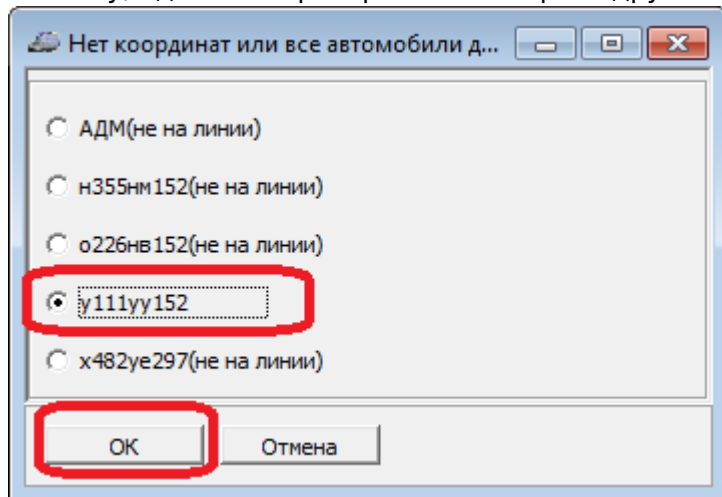 Нет координат или все автомобили д...
АДМ(не на линии)
н355нм152(не на линии)
о226нв152(не на линии)
у111уу152
х482уе297(не на линии)
ОК
Отмена